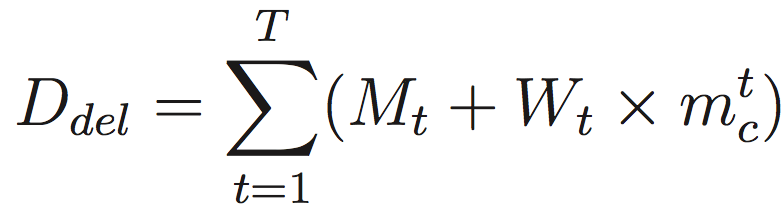 D_{del} = \sum_{t=1}^{T} (M_t + W_t \times m_c^t)